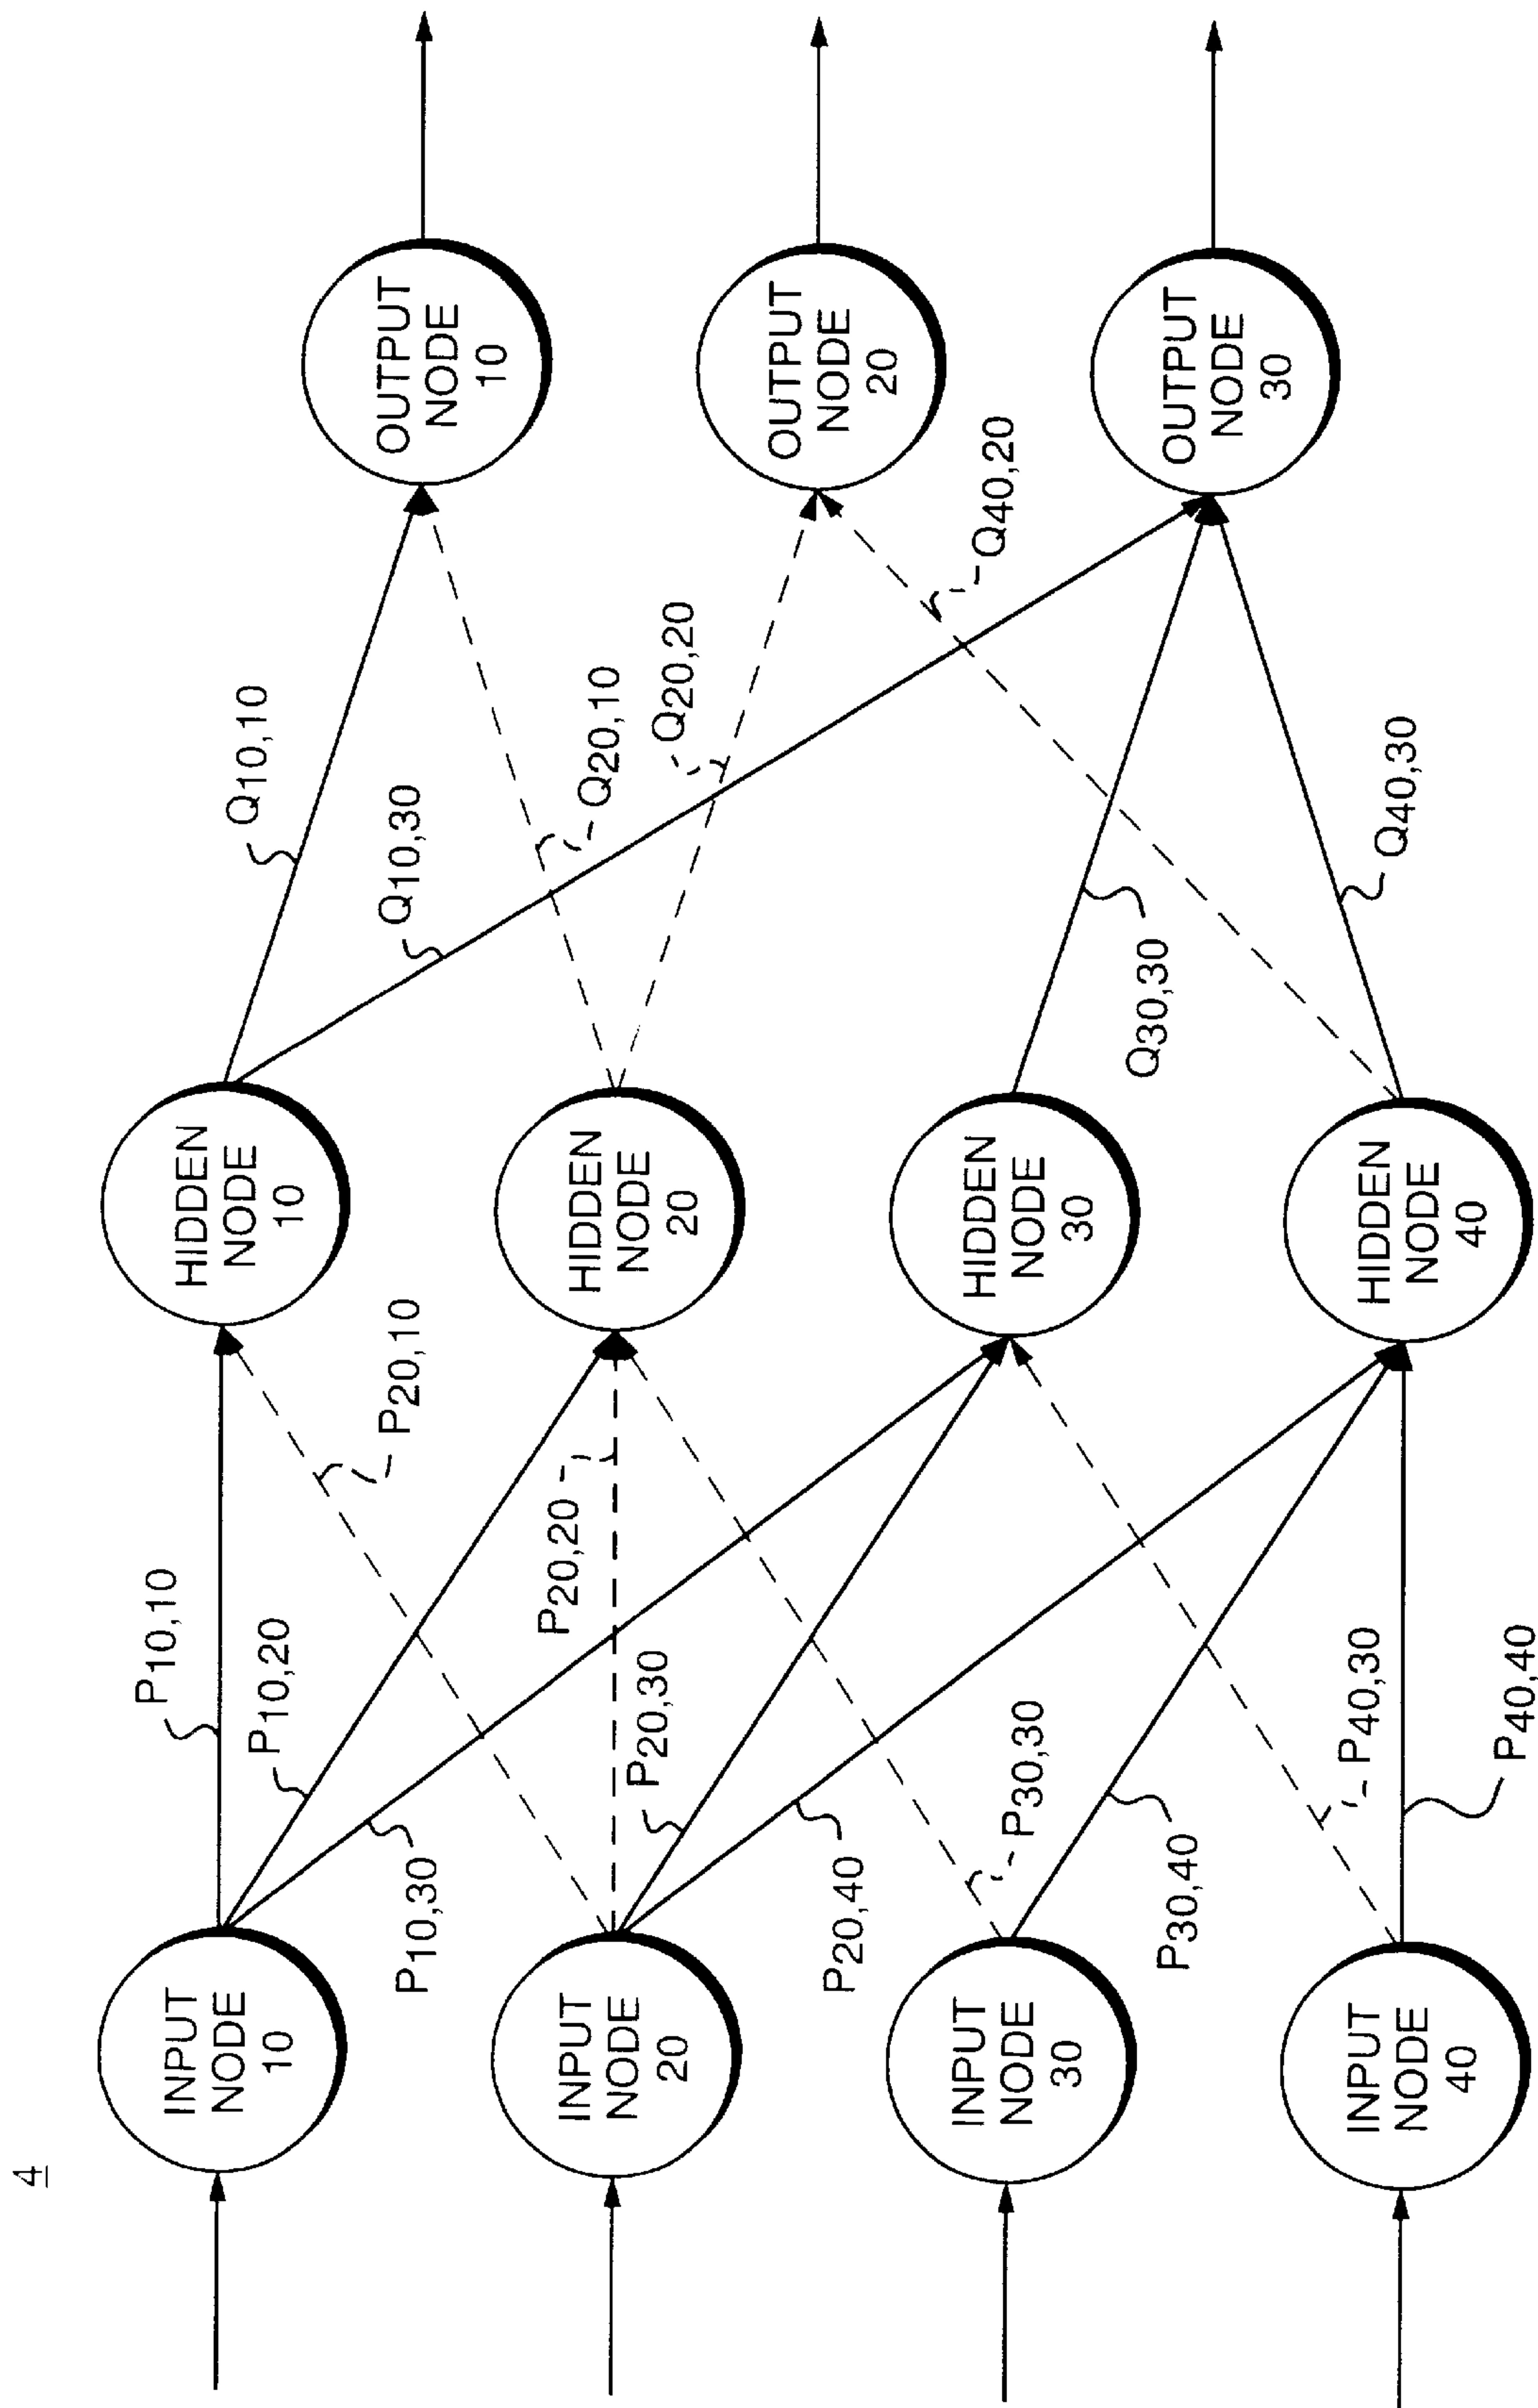 4
INPUT
NODE
10
INPUT
NODE
20
INPUT
NODE
30
INPUT
NODE
40
P10,10
P10,20
P10,30
P20,10
P20,20
P20,30
P20,40
P30,30
P30,40
P40,30
P40,40
HIDDEN
NODE
10
HIDDEN
NODE
20
HIDDEN
NODE
30
HIDDEN
NODE
40
Q10,10
Q10,30
Q20,10
Q20,20
Q30,30
Q40,20
Q40,30
OUTPUT
NODE
10
OUTPUT
NODE
20
OUTPUT
NODE
30